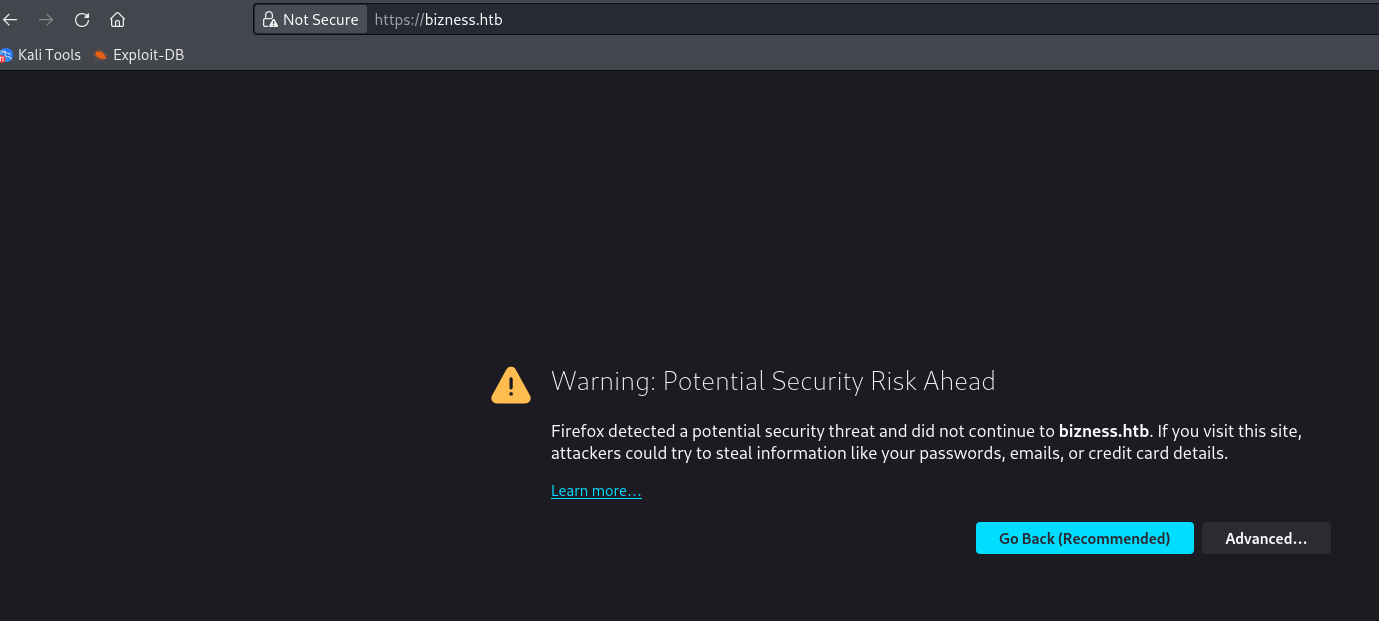 Not Secure https://bizness.htb
Kali Tools Exploit-DB
Warning: Potential Security Risk Ahead
Firefox detected a potential security threat and did not continue to bizness.htb. If you visit this site,
attackers could try to steal information like your passwords, emails, or credit card details.
Learn more…
Go Back (Recommended) Advanced…